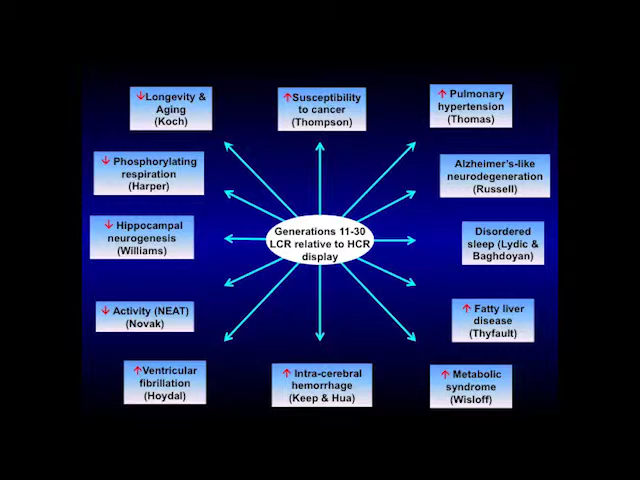 ↓Longevity &
Aging
(Koch)
↑Susceptibility
to cancer
(Thompson)
↑ Pulmonary
hypertension
(Thomas)
↓ Phosphorylating
respiration
(Harper)
Alzheimer's-like
neurodegeneration
(Russell)
↓ Hippocampal
neurogenesis
(Williams)
Generations 11-30
LCR relative to HCR
display
Disordered
sleep (Lydic &
Baghdoyan)
↓ Activity (NEAT)
(Novak)
↑ Fatty liver
disease
(Thyfault)
↑Ventricular
fibrillation
(Hoydal)
↑ Intra-cerebral
hemorrhage
(Keep & Hua)
↑ Metabolic
syndrome
(Wisloff)